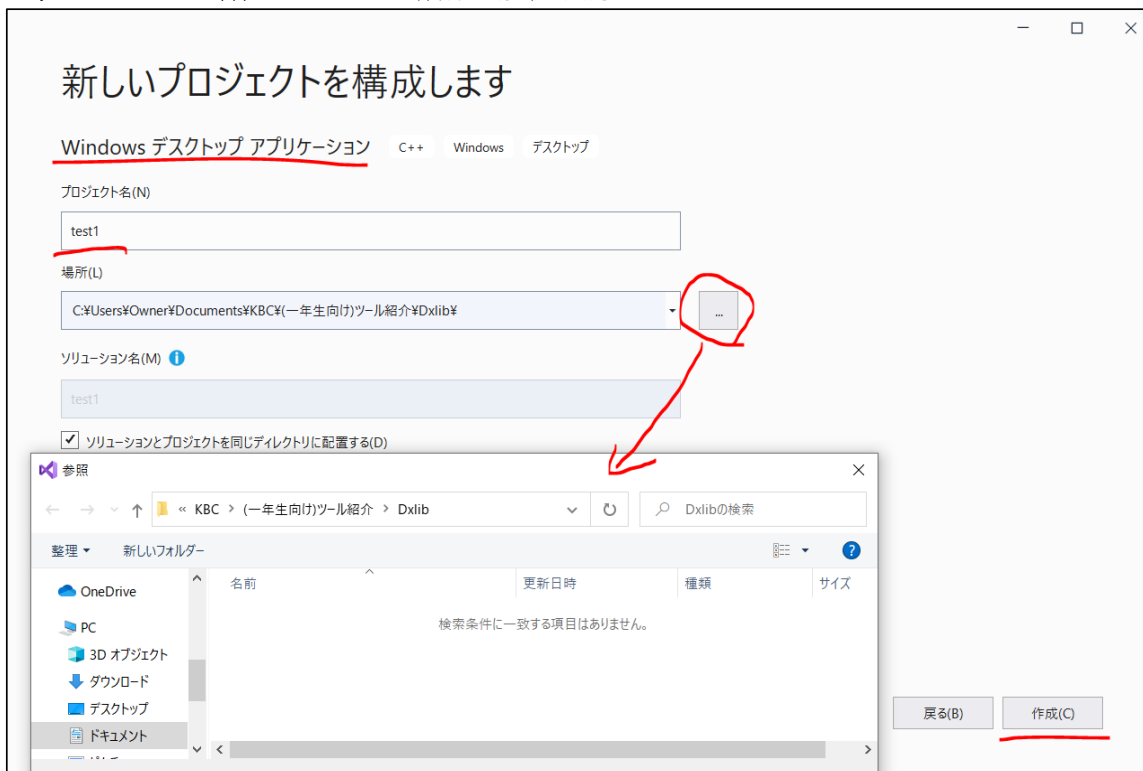 新しいプロジェクトを構成します
Windows デスクトップ アプリケーション C++ Windows デスクトップ
プロジェクト名(N)
test1
場所(L)
C:¥Users¥Owner¥Documents¥KBC¥(一年生向け)ツール紹介¥Dxlib¥
...
ソリューション名(M)
test1
ソリューションとプロジェクトを同じディレクトリに配置する(D)
参照
« KBC > (一年生向け)ツール紹介 > Dxlib
Dxlibの検索
整理 新しいフォルダー
名前 更新日時 種類 サイズ
検索条件に一致する項目はありません。
OneDrive
PC
3D オブジェクト
ダウンロード
デスクトップ
ドキュメント
戻る(B) 作成(C)